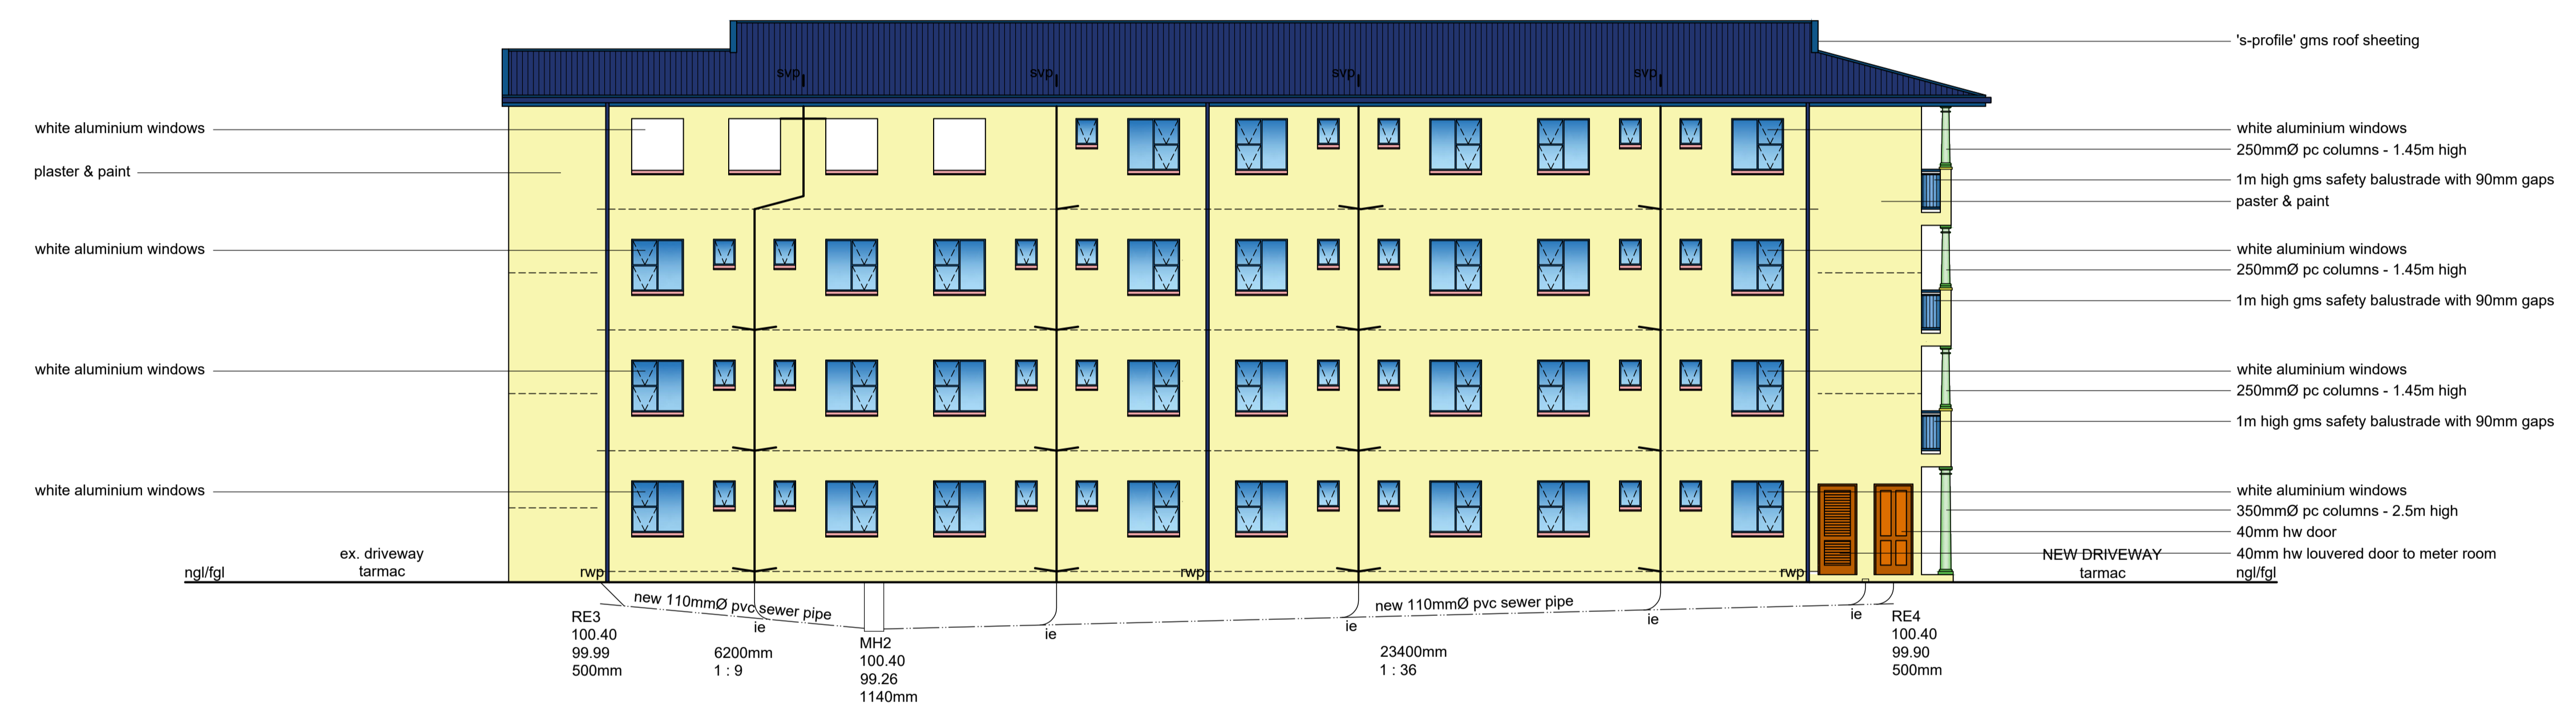 's-profile' gms roof sheeting
svp
svp
svp
svp
white aluminium windows
white aluminium windows
250mmØ pc columns - 1.45m high
plaster & paint
1m high gms safety balustrade with 90mm gaps
paster & paint
white aluminium windows
white aluminium windows
250mmØ pc columns - 1.45m high
1m high gms safety balustrade with 90mm gaps
white aluminium windows
white aluminium windows
250mmØ pc columns - 1.45m high
1m high gms safety balustrade with 90mm gaps
white aluminium windows
white aluminium windows
350mmØ pc columns - 2.5m high
40mm hw door
40mm hw louvered door to meter room
ex. driveway
tarmac
NEW DRIVEWAY
tarmac
ngl/fgl
rwp
rwp
rwp
ngl/fgl
new 110mmØ pvc sewer pipe
new 110mmØ pvc sewer pipe
ie
ie
ie
ie
ie
RE3
100.40
99.99
500mm
6200mm
1 : 9
MH2
100.40
99.26
1140mm
23400mm
1 : 36
RE4
100.40
99.90
500mm